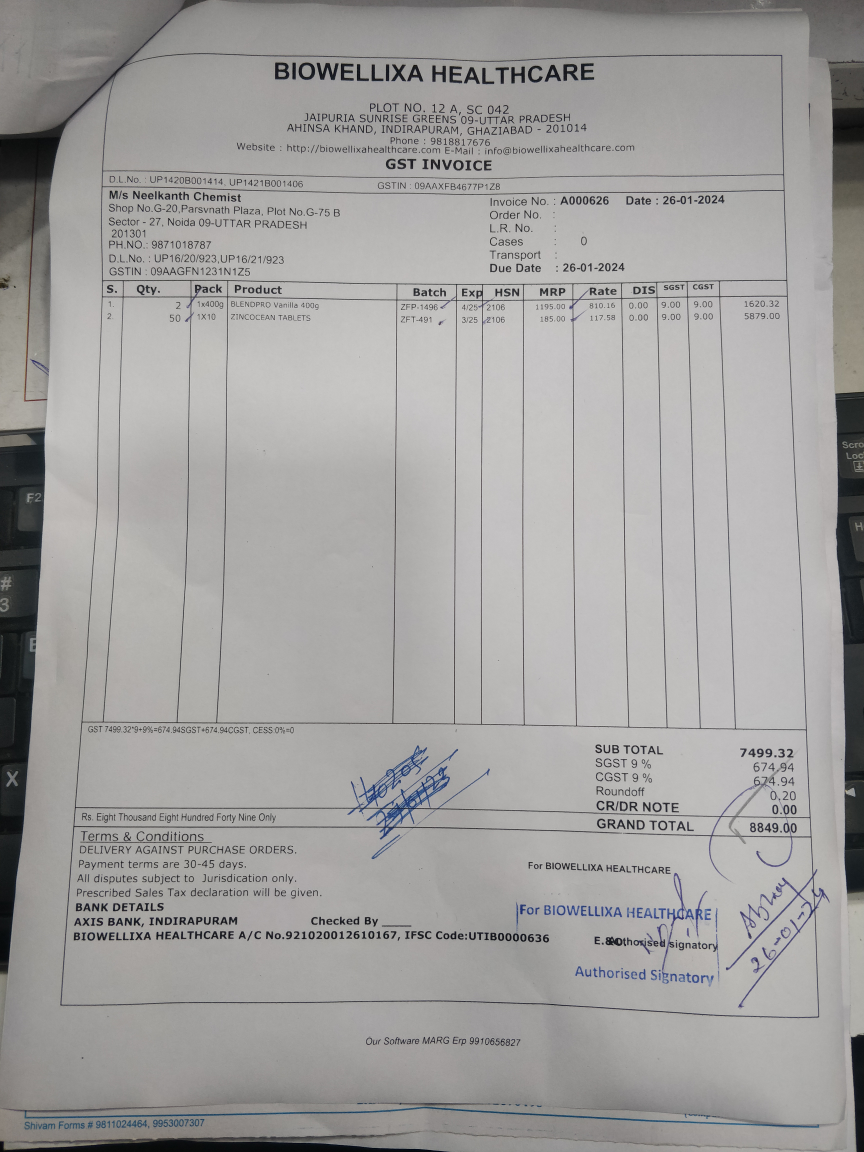 BIOWELLIXA HEALTHCARE
PLOT NO. 12 A, SC 042
JAIPURIA SUNRISE GREENS 09-UTTAR PRADESH
AHINSA KHAND, INDIRAPURAM, GHAZIABAD - 201014
Phone : 9818817676
Website : http://biowellixahealthcare.com E-Mail : info@biowellixahealthcare.com
GST INVOICE
D.L.No. : UP1420B001414, UP1421B001406 GSTIN : 09AAXFB4677P1Z8
M/s Neelkanth Chemist
Shop No.G-20,Parsvnath Plaza, Plot No.G-75 B
Sector - 27, Noida 09-UTTAR PRADESH
201301
PH.NO.: 9871018787
D.L.No. : UP16/20/923,UP16/21/923
GSTIN : 09AAGFN1231N1Z5
Invoice No. : A000626 Date : 26-01-2024
Order No. :
L.R. No. :
Cases : 0
Transport :
Due Date : 26-01-2024
S. Qty. Pack Product Batch Exp HSN MRP Rate DIS SGST CGST
1. 2 1x400g BLENDPRO Vanilla 400g ZFP-1496 4/25 2106 1195.00 810.16 0.00 9.00 9.00 1620.32
2. 50 1X10 ZINCOCEAN TABLETS ZFT-491 3/25 2106 185.00 117.58 0.00 9.00 9.00 5879.00
GST 7499.32*9+9%=674.94SGST+674.94CGST. CESS:0%=0
SUB TOTAL 7499.32
SGST 9 % 674.94
CGST 9 % 674.94
Roundoff 0.20
CR/DR NOTE 0.00
GRAND TOTAL 8849.00
Rs. Eight Thousand Eight Hundred Forty Nine Only
Terms & Conditions
DELIVERY AGAINST PURCHASE ORDERS.
Payment terms are 30-45 days.
All disputes subject to Jurisdication only.
Prescribed Sales Tax declaration will be given.
BANK DETAILS
AXIS BANK, INDIRAPURAM Checked By ____
BIOWELLIXA HEALTHCARE A/C No.921020012610167, IFSC Code:UTIB0000636
For BIOWELLIXA HEALTHCARE
For BIOWELLIXA HEALTHCARE
E.&O. Authorised signatory
Authorised Signatory
Abhay
26-01-24
Our Software MARG Erp 9910656827
Shivam Forms # 9811024464, 9953007307
F2
#
3
X
Scro
Loc